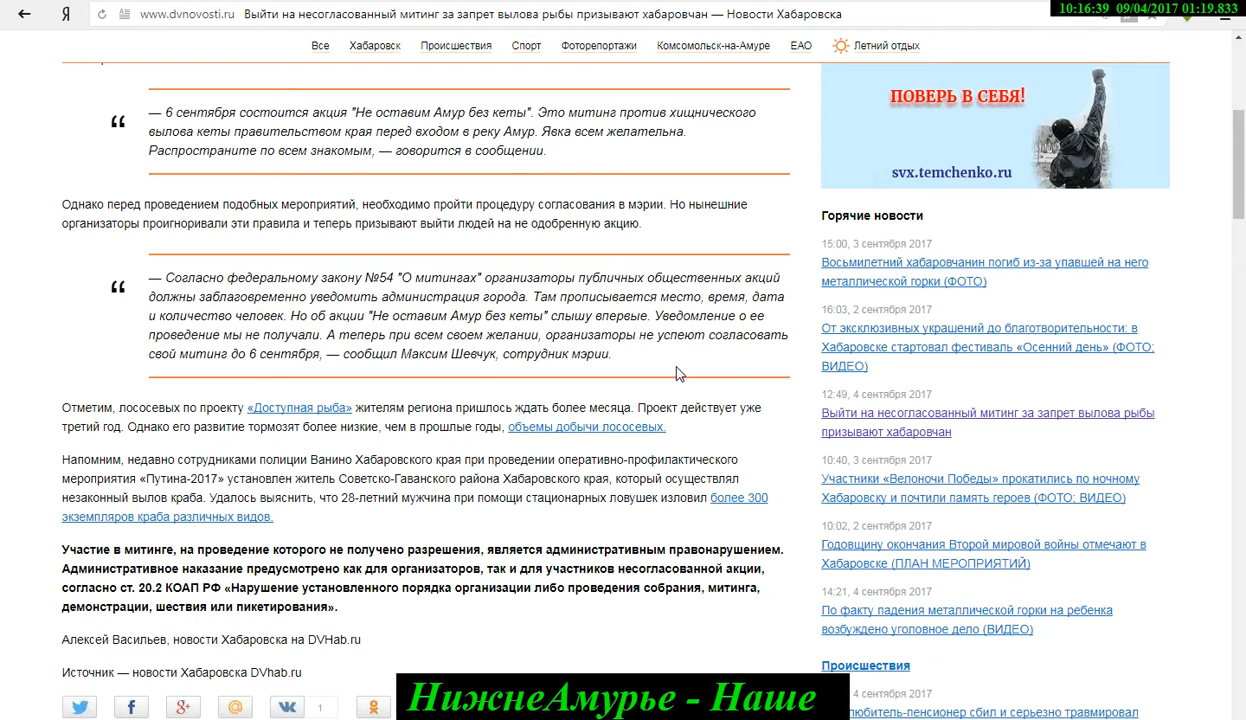 www.dvnovosti.ru Выйти на несогласованный митинг за запрет вылова рыбы призывают хабаровчан — Новости Хабаровска
10:16:39 09/04/2017 01:19.833
Все Хабаровск Происшествия Спорт Фоторепортажи Комсомольск-на-Амуре ЕАО Летний отдых
“
— 6 сентября состоится акция "Не оставим Амур без кеты". Это митинг против хищнического
вылова кеты правительством края перед входом в реку Амур. Явка всем желательна.
Распространите по всем знакомым, — говорится в сообщении.
Однако перед проведением подобных мероприятий, необходимо пройти процедуру согласования в мэрии. Но нынешние
организаторы проигноривали эти правила и теперь призывают выйти людей на не одобренную акцию.
“
— Согласно федеральному закону №54 "О митингах" организаторы публичных общественных акций
должны заблаговременно уведомить администрация города. Там прописывается место, время, дата
и количество человек. Но об акции "Не оставим Амур без кеты" слышу впервые. Уведомление о ее
проведение мы не получали. А теперь при всем своем желании, организаторы не успеют согласовать
свой митинг до 6 сентября, — сообщил Максим Шевчук, сотрудник мэрии.
Отметим, лососевых по проекту «Доступная рыба» жителям региона пришлось ждать более месяца. Проект действует уже
третий год. Однако его развитие тормозят более низкие, чем в прошлые годы, объемы добычи лососевых.
Напомним, недавно сотрудниками полиции Ванино Хабаровского края при проведении оперативно-профилактического
мероприятия «Путина-2017» установлен житель Советско-Гаванского района Хабаровского края, который осуществлял
незаконный вылов краба. Удалось выяснить, что 28-летний мужчина при помощи стационарных ловушек изловил более 300
экземпляров краба различных видов.
Участие в митинге, на проведение которого не получено разрешения, является административным правонарушением.
Административное наказание предусмотрено как для организаторов, так и для участников несогласованной акции,
согласно ст. 20.2 КОАП РФ «Нарушение установленного порядка организации либо проведения собрания, митинга,
демонстрации, шествия или пикетирования».
Алексей Васильев, новости Хабаровска на DVHab.ru
Источник — новости Хабаровска DVhab.ru
1
ПОВЕРЬ В СЕБЯ!
svx.temchenko.ru
Горячие новости
15:00, 3 сентября 2017
Восьмилетний хабаровчанин погиб из-за упавшей на него
металлической горки (ФОТО)
16:03, 2 сентября 2017
От эксклюзивных украшений до благотворительности: в
Хабаровске стартовал фестиваль «Осенний день» (ФОТО;
ВИДЕО)
12:49, 4 сентября 2017
Выйти на несогласованный митинг за запрет вылова рыбы
призывают хабаровчан
10:40, 3 сентября 2017
Участники «Велоночи Победы» прокатились по ночному
Хабаровску и почтили память героев (ФОТО; ВИДЕО)
10:02, 2 сентября 2017
Годовщину окончания Второй мировой войны отмечают в
Хабаровске (ПЛАН МЕРОПРИЯТИЙ)
14:21, 4 сентября 2017
По факту падения металлической горки на ребенка
возбуждено уголовное дело (ВИДЕО)
Происшествия
4 сентября 2017
любитель-пенсионер сбил и серьезно травмировал
НижнеАмурье - Наше